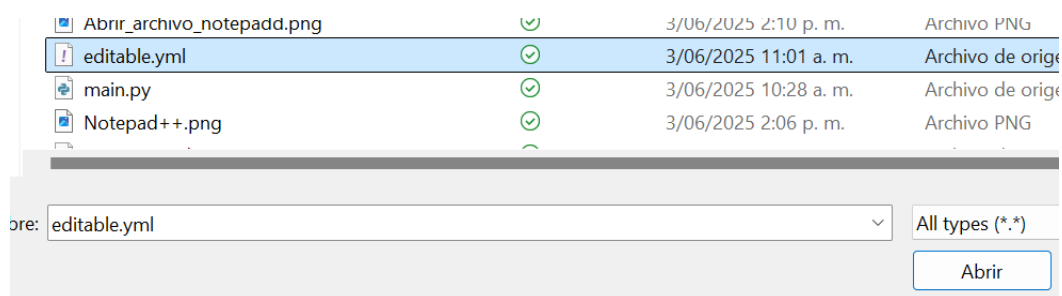 Abrir_archivo_notepadd.png 3/06/2025 2:10 p. m. Archivo PNG
editable.yml 3/06/2025 11:01 a. m. Archivo de orige
main.py 3/06/2025 10:28 a. m. Archivo de orige
Notepad++.png 3/06/2025 2:06 p. m. Archivo PNG
bre: editable.yml All types (*.*)
Abrir